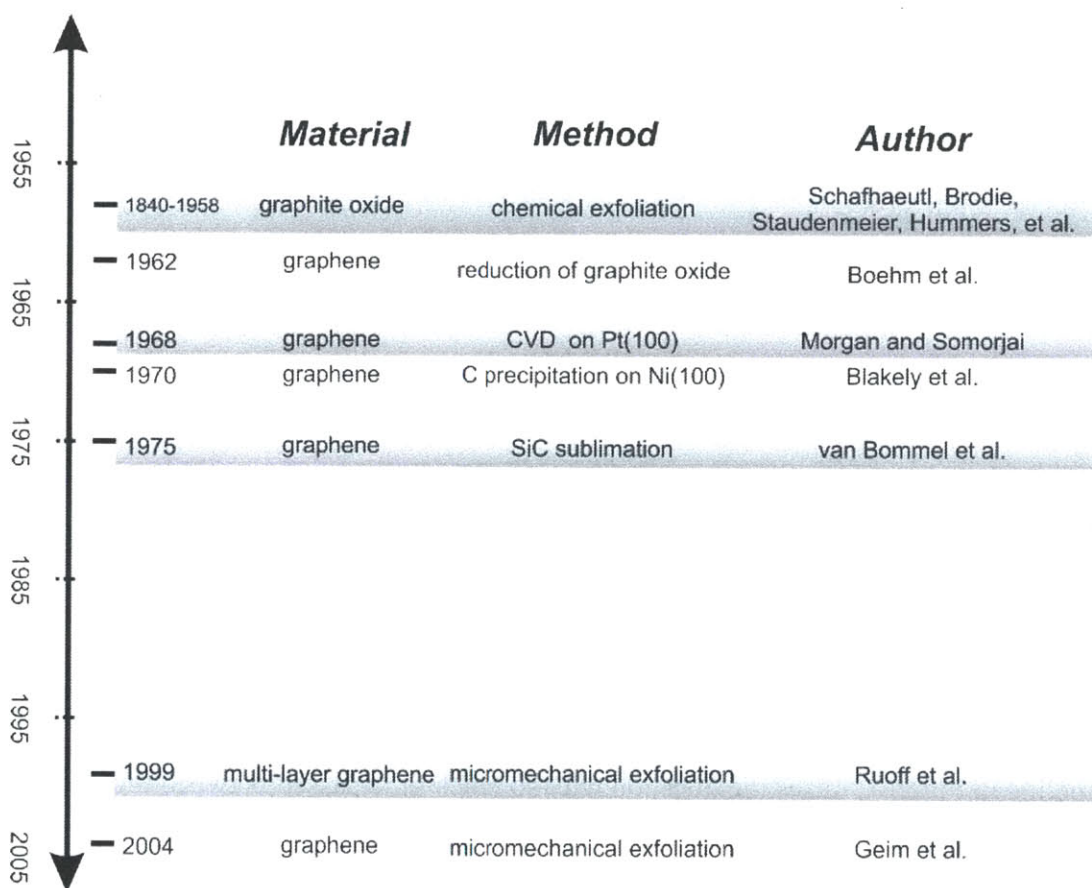 Material Method Author
1955
1840-1958 graphite oxide chemical exfoliation Schafhaeutl, Brodie,
Staudenmeier, Hummers, et al.
1962 graphene reduction of graphite oxide Boehm et al.
1965
1968 graphene CVD on Pt(100) Morgan and Somorjai
1970 graphene C precipitation on Ni(100) Blakely et al.
1975
1975 graphene SiC sublimation van Bommel et al.
1985
1995
1999 multi-layer graphene micromechanical exfoliation Ruoff et al.
2004 graphene micromechanical exfoliation Geim et al.
2005